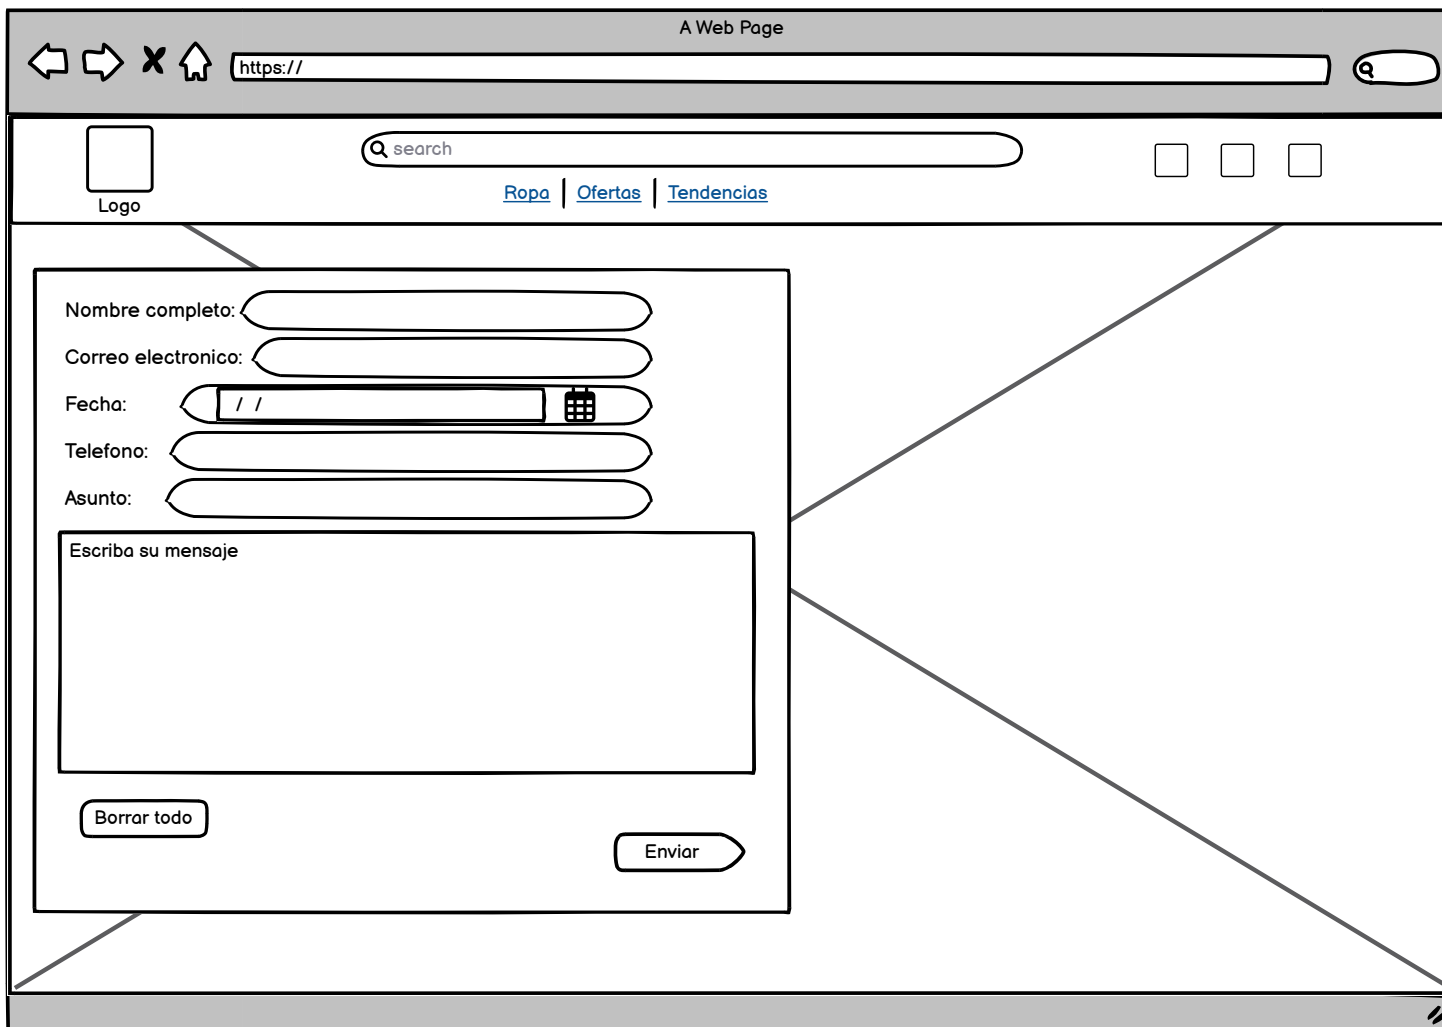 A Web Page
https://
search
Logo
Ropa | Ofertas | Tendencias
Nombre completo:
Correo electronico:
Fecha: / /
Telefono:
Asunto:
Escriba su mensaje
Borrar todo
Enviar